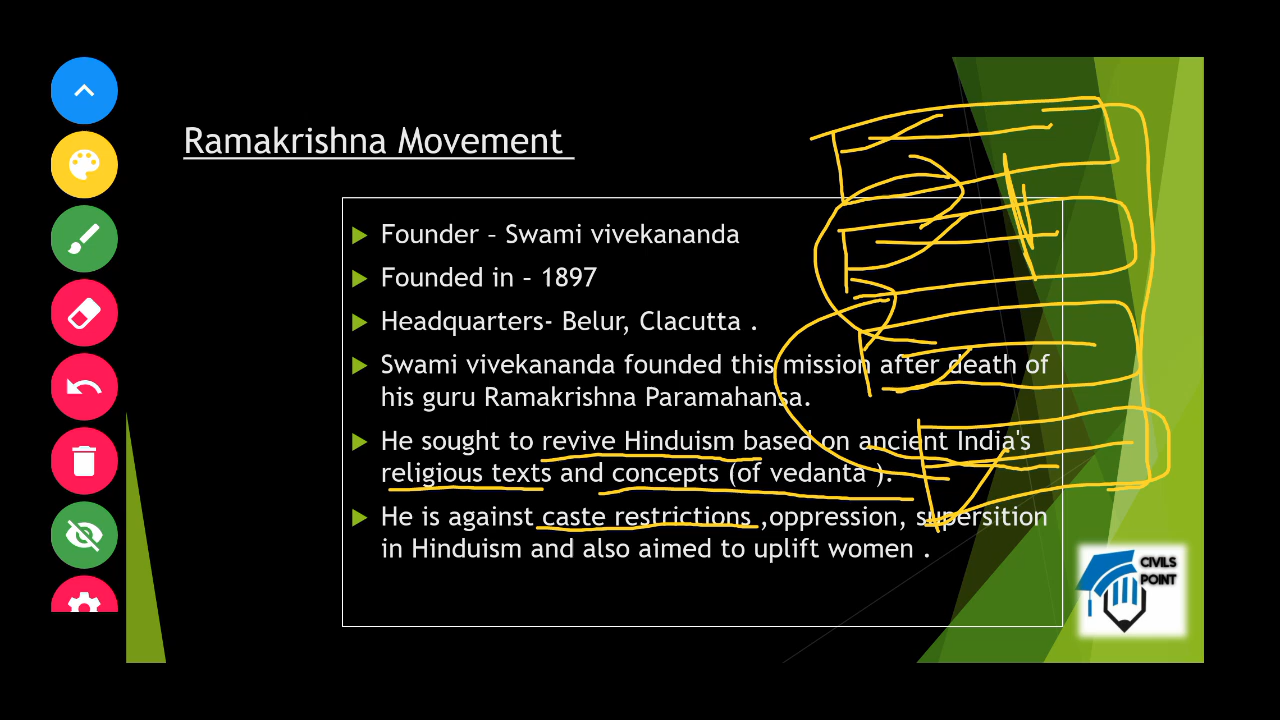 Ramakrishna Movement
Founder – Swami vivekananda
Founded in – 1897
Headquarters- Belur, Clacutta .
Swami vivekananda founded this mission after death of
his guru Ramakrishna Paramahansa.
He sought to revive Hinduism based on ancient India's
religious texts and concepts (of vedanta ).
He is against caste restrictions ,oppression, supersition
in Hinduism and also aimed to uplift women .
CIVILS
POINT